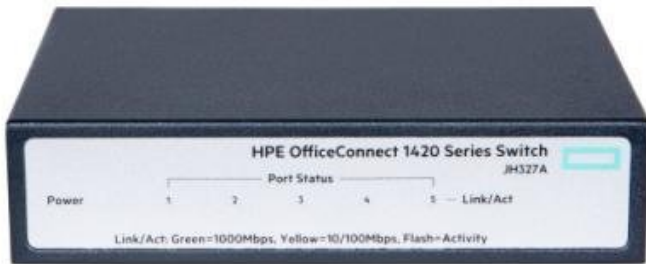 HPE OfficeConnect 1420 Series Switch
JH327A
Port Status
Power 1 2 3 4 5 Link/Act
Link/Act: Green=1000Mbps, Yellow=10/100Mbps, Flash=Activity